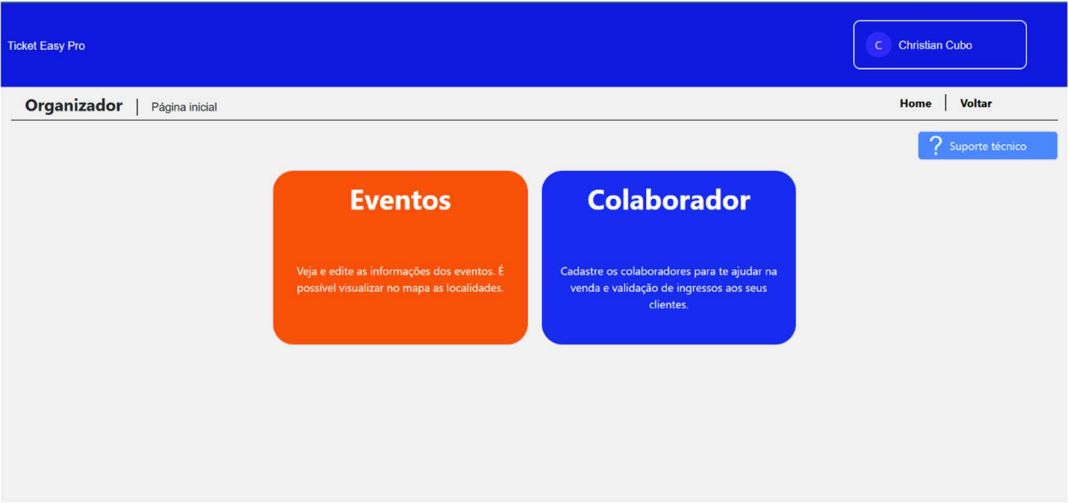 Ticket Easy Pro
C Christian Cubo
Organizador | Página inicial
Home | Voltar
? Suporte técnico
Eventos
Veja e edite as informações dos eventos. É
possível visualizar no mapa as localidades.
Colaborador
Cadastre os colaboradores para te ajudar na
venda e validação de ingressos aos seus
clientes.